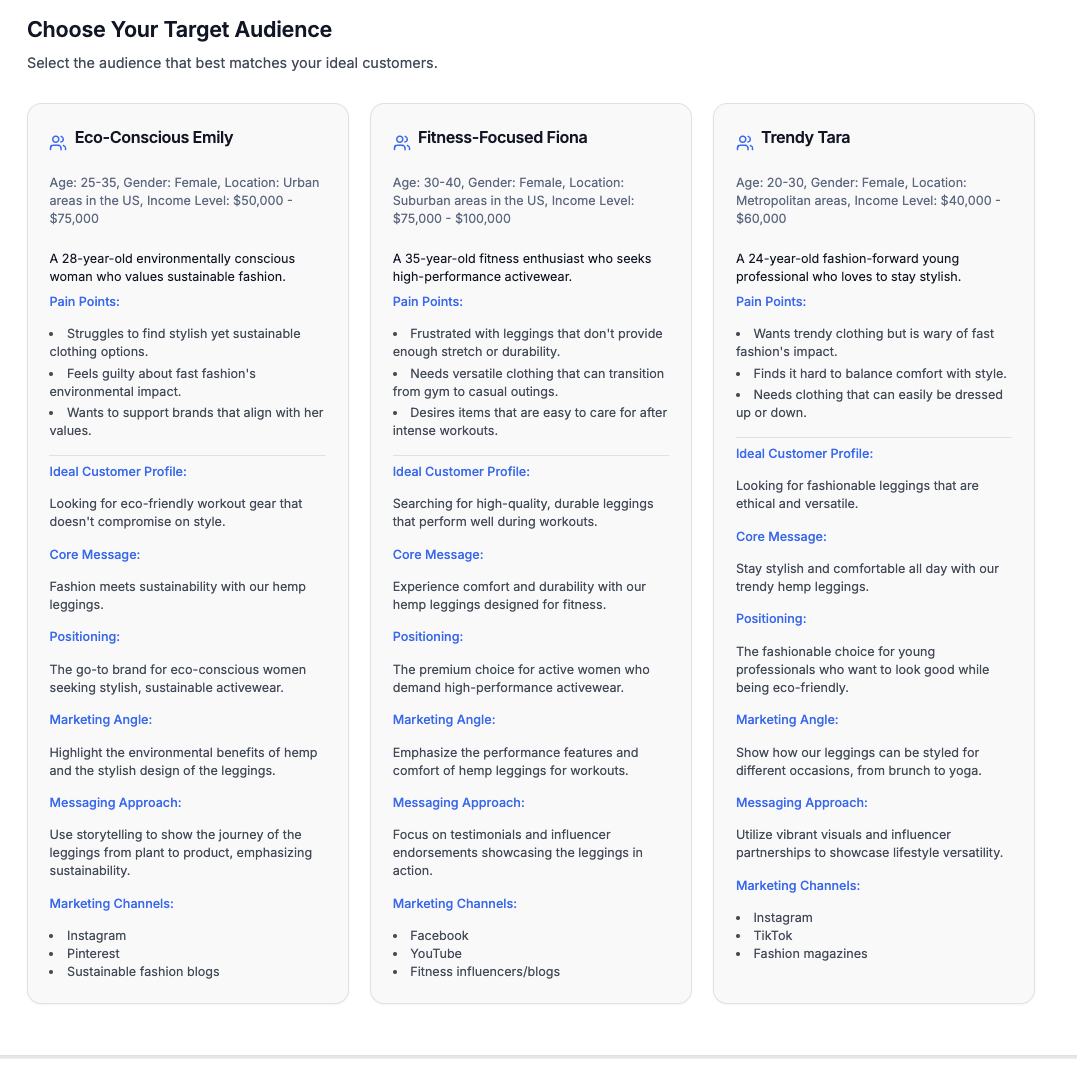 Choose Your Target Audience
Select the audience that best matches your ideal customers.
Eco-Conscious Emily
Age: 25-35, Gender: Female, Location: Urban
areas in the US, Income Level: $50,000 -
$75,000
A 28-year-old environmentally conscious
woman who values sustainable fashion.
Pain Points:
• Struggles to find stylish yet sustainable
clothing options.
• Feels guilty about fast fashion's
environmental impact.
• Wants to support brands that align with her
values.
Ideal Customer Profile:
Looking for eco-friendly workout gear that
doesn't compromise on style.
Core Message:
Fashion meets sustainability with our hemp
leggings.
Positioning:
The go-to brand for eco-conscious women
seeking stylish, sustainable activewear.
Marketing Angle:
Highlight the environmental benefits of hemp
and the stylish design of the leggings.
Messaging Approach:
Use storytelling to show the journey of the
leggings from plant to product, emphasizing
sustainability.
Marketing Channels:
• Instagram
• Pinterest
• Sustainable fashion blogs
Fitness-Focused Fiona
Age: 30-40, Gender: Female, Location:
Suburban areas in the US, Income Level:
$75,000 - $100,000
A 35-year-old fitness enthusiast who seeks
high-performance activewear.
Pain Points:
• Frustrated with leggings that don't provide
enough stretch or durability.
• Needs versatile clothing that can transition
from gym to casual outings.
• Desires items that are easy to care for after
intense workouts.
Ideal Customer Profile:
Searching for high-quality, durable leggings
that perform well during workouts.
Core Message:
Experience comfort and durability with our
hemp leggings designed for fitness.
Positioning:
The premium choice for active women who
demand high-performance activewear.
Marketing Angle:
Emphasize the performance features and
comfort of hemp leggings for workouts.
Messaging Approach:
Focus on testimonials and influencer
endorsements showcasing the leggings in
action.
Marketing Channels:
• Facebook
• YouTube
• Fitness influencers/blogs
Trendy Tara
Age: 20-30, Gender: Female, Location:
Metropolitan areas, Income Level: $40,000 -
$60,000
A 24-year-old fashion-forward young
professional who loves to stay stylish.
Pain Points:
• Wants trendy clothing but is wary of fast
fashion's impact.
• Finds it hard to balance comfort with style.
• Needs clothing that can easily be dressed
up or down.
Ideal Customer Profile:
Looking for fashionable leggings that are
ethical and versatile.
Core Message:
Stay stylish and comfortable all day with our
trendy hemp leggings.
Positioning:
The fashionable choice for young
professionals who want to look good while
being eco-friendly.
Marketing Angle:
Show how our leggings can be styled for
different occasions, from brunch to yoga.
Messaging Approach:
Utilize vibrant visuals and influencer
partnerships to showcase lifestyle versatility.
Marketing Channels:
• Instagram
• TikTok
• Fashion magazines